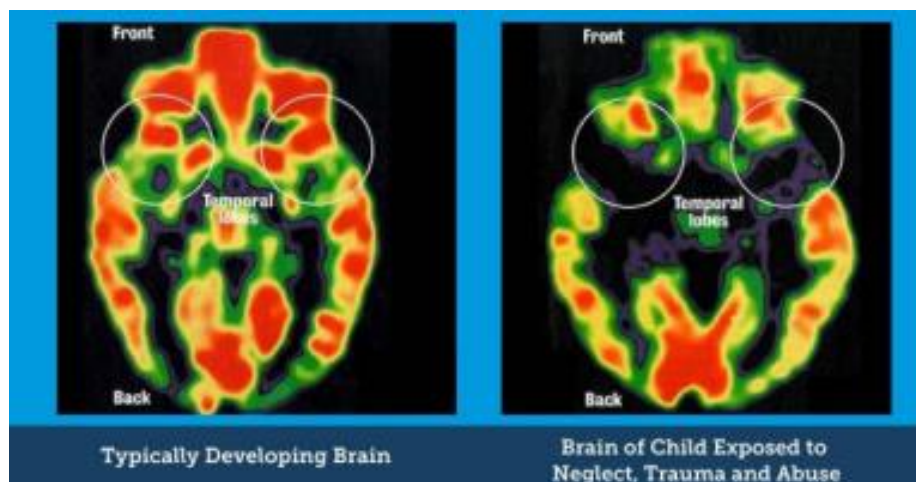 Front
Temporal
lobes
Back
Typically Developing Brain
Front
Temporal
lobes
Back
Brain of Child Exposed to
Neglect, Trauma and Abuse